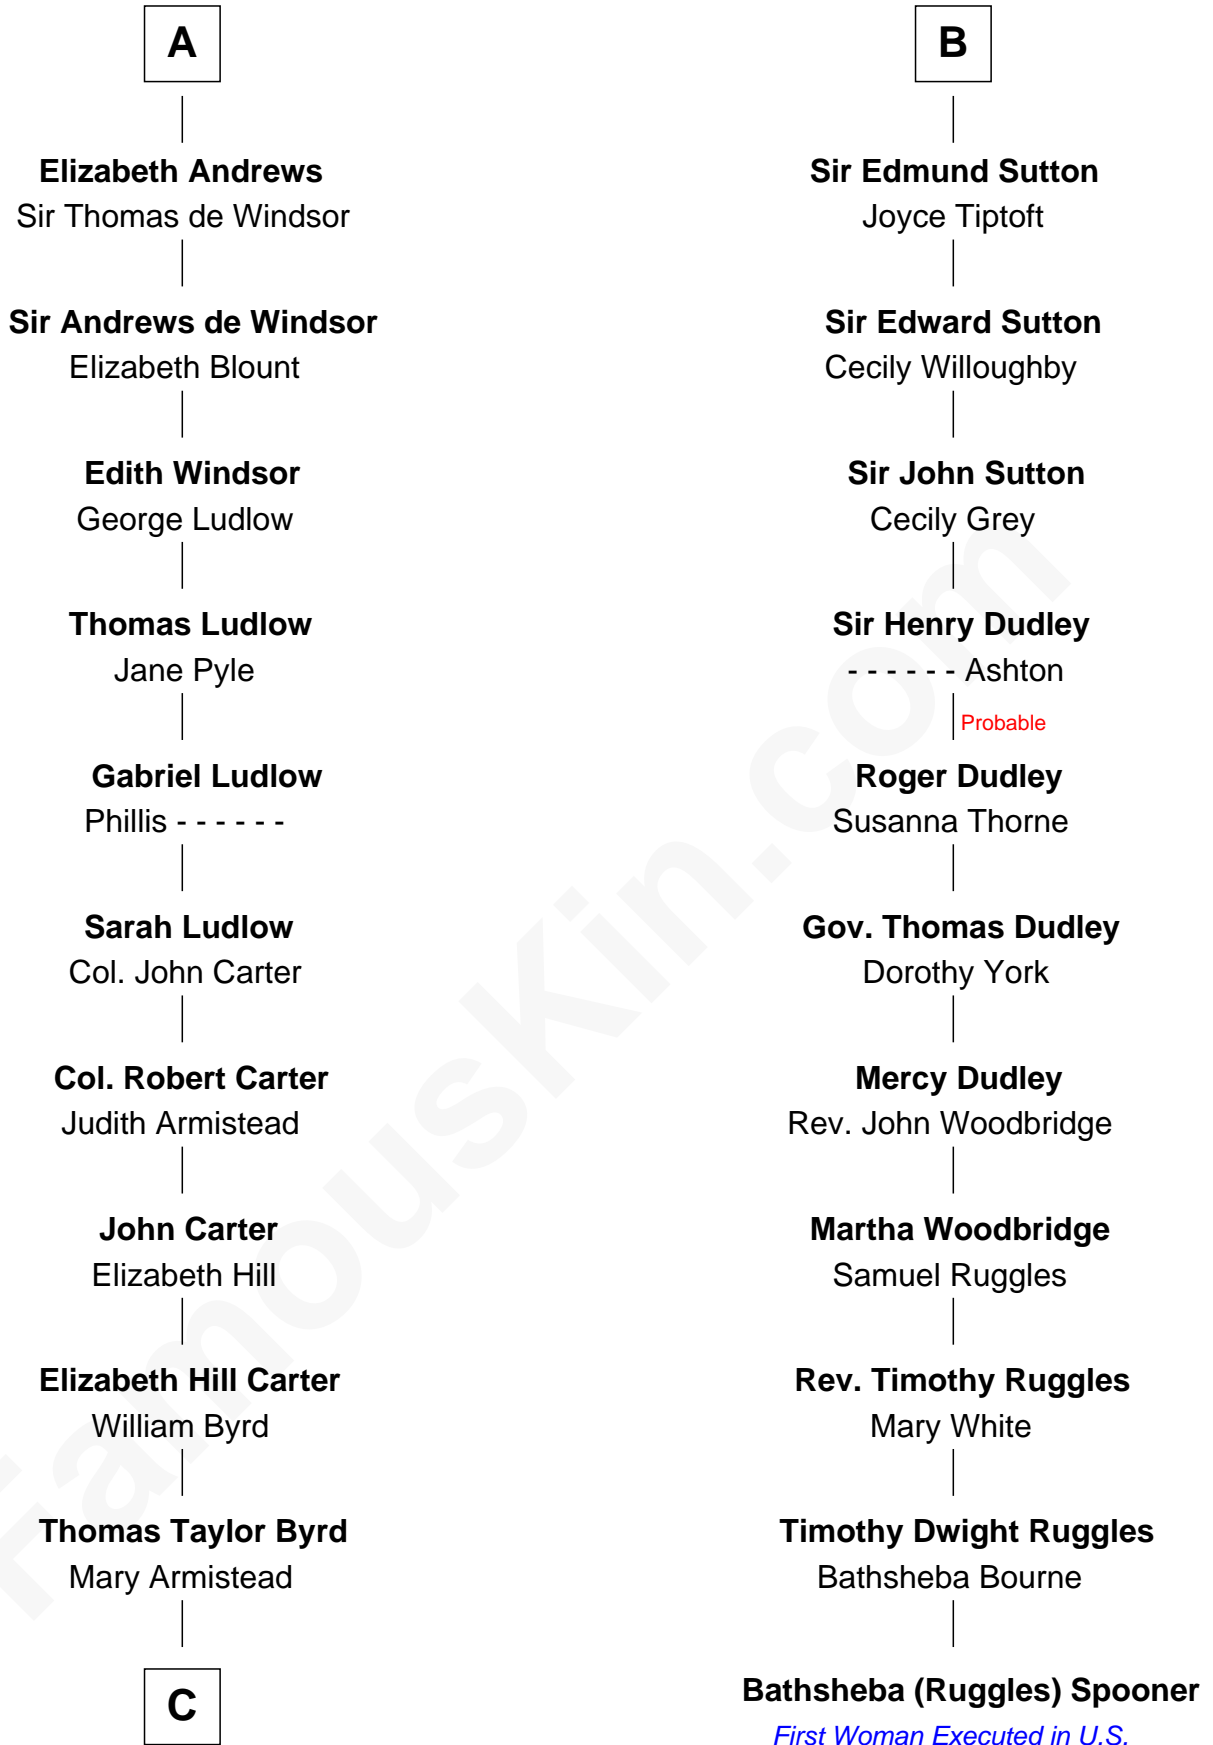 A
Elizabeth Andrews
Sir Thomas de Windsor
Sir Andrews de Windsor
Elizabeth Blount
Edith Windsor
George Ludlow
Thomas Ludlow
Jane Pyle
Gabriel Ludlow
Phillis - - - - - -
Sarah Ludlow
Col. John Carter
Col. Robert Carter
Judith Armistead
John Carter
Elizabeth Hill
Elizabeth Hill Carter
William Byrd
Thomas Taylor Byrd
Mary Armistead
C
B
Sir Edmund Sutton
Joyce Tiptoft
Sir Edward Sutton
Cecily Willoughby
Sir John Sutton
Cecily Grey
Sir Henry Dudley
- - - - - - Ashton
Probable
Roger Dudley
Susanna Thorne
Gov. Thomas Dudley
Dorothy York
Mercy Dudley
Rev. John Woodbridge
Martha Woodbridge
Samuel Ruggles
Rev. Timothy Ruggles
Mary White
Timothy Dwight Ruggles
Bathsheba Bourne
Bathsheba (Ruggles) Spooner
First Woman Executed in U.S.
FamousKin.com